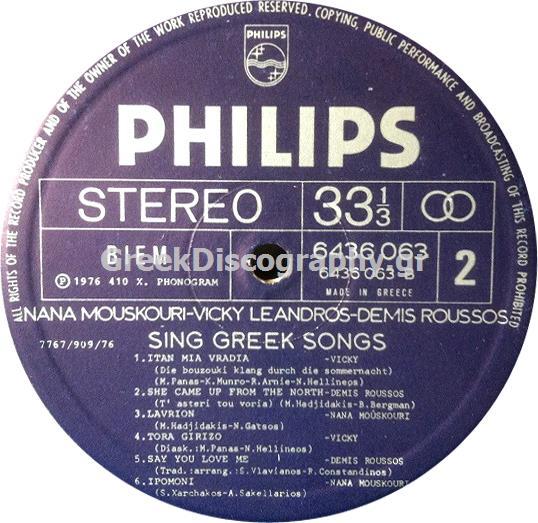 ALL RIGHTS OF THE RECORD PRODUCER AND OF THE OWNER OF THE WORK REPRODUCED RESERVED. COPYING, PUBLIC PERFORMANCE AND BROADCASTING OF THIS RECORD PROHIBITED
PHILIPS
PHILIPS
STEREO 33⅓
BIEM 6436 063 2
GreekDiscography.gr
6436 063 B
Ⓟ 1976 410 X. PHONOGRAM MADE IN GREECE
NANA MOUSKOURI-VICKY LEANDROS-DEMIS ROUSSOS
7767/909/76 SING GREEK SONGS
1.ITAN MIA VRADIA -VICKY
(Die bouzouki klang durch die sommernacht)
(M.Panas-K.Munro-R.Arnie-N.Hellineos)
2.SHE CAME UP FROM THE NORTH-DEMIS ROUSSOS
(T' asteri tou voria) (M.Hadjidakis-B.Bergman)
3.LAVRION -NANA MOUSKOURI
(M.Hadjidakis-N.Gatsos)
4.TORA GIRIZO -VICKY
(Diask.:M.Panas-N.Hellineos)
5.SAY YOU LOVE ME -DEMIS ROUSSOS
(Trad.:arrang.:S.Vlavianos-R.Constandinos)
6.IPOMONI -NANA MOUSKOURI
(S.Xarchakos-A.Sakellarios)